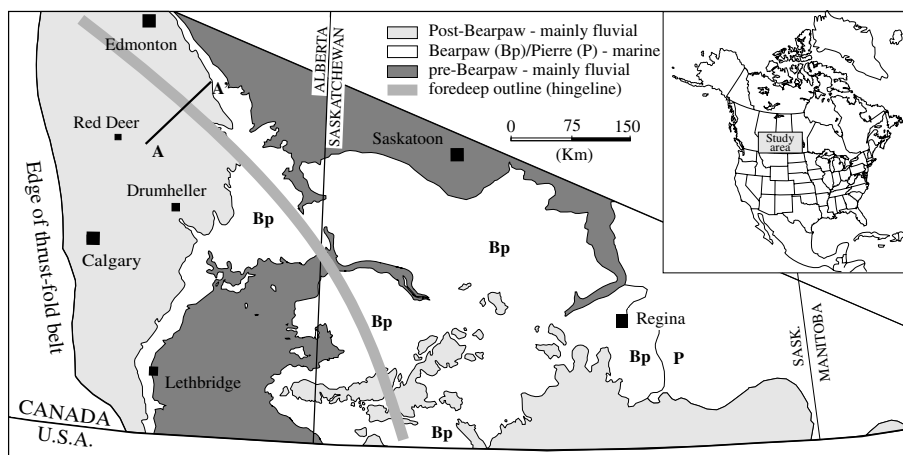 Edmonton
Post-Bearpaw - mainly fluvial
Bearpaw (Bp)/Pierre (P) - marine
pre-Bearpaw - mainly fluvial
foredeep outline (hingeline)
0 75 150
(Km)
ALBERTA
SASKATCHEWAN
Study
area
A'
Red Deer
A
Saskatoon
Drumheller
Bp
Bp
Calgary
Edge of thrust-fold belt
Bp
Regina
Bp
P
SASK.
MANITOBA
Lethbridge
CANADA
U.S.A.
Bp